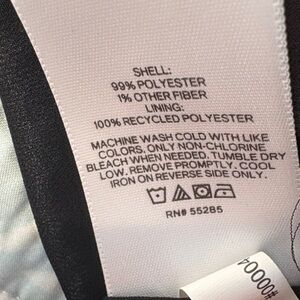 SHELL:
99% POLYESTER
1% OTHER FIBER
LINING:
100% RECYCLED POLYESTER
MACHINE WASH COLD WITH LIKE
COLORS, ONLY NON-CHLORINE
BLEACH WHEN NEEDED. TUMBLE DRY
LOW. REMOVE PROMPTLY. COOL
IRON ON REVERSE SIDE ONLY.
RN# 55285